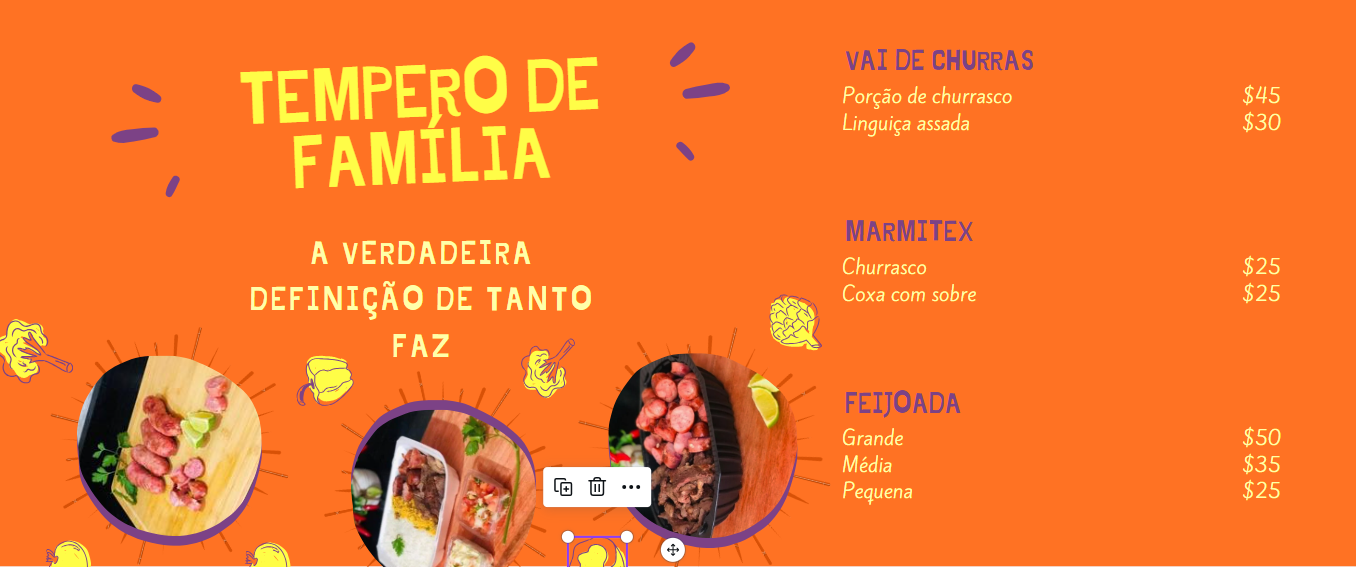 TEMPERO DE
FAMÍLIA
A VERDADEIRA
DEFINIÇÃO DE TANTO
FAZ
VAI DE CHURRAS
Porção de churrasco $45
Linguiça assada $30
MARMITEX
Churrasco $25
Coxa com sobre $25
FEIJOADA
Grande $50
Média $35
Pequena $25